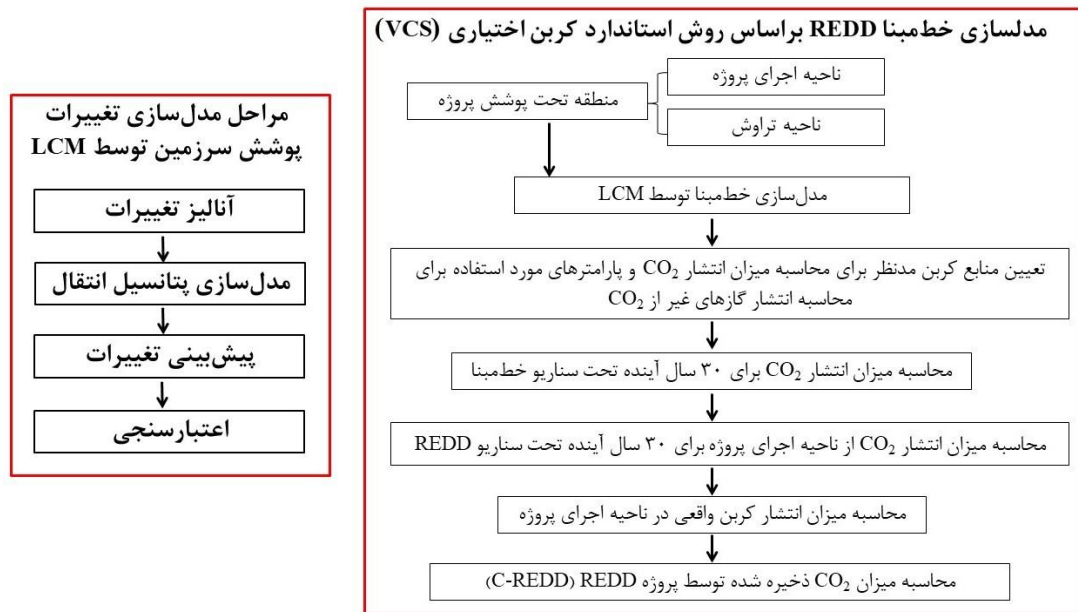 مدلسازی خط‌مبنا REDD براساس روش استاندارد کربن اختیاری (VCS)
ناحیه اجرای پروژه
منطقه تحت پوشش پروژه
ناحیه تراوش
مدل‌سازی خط‌مبنا توسط LCM
تعیین منابع کربن مدنظر برای محاسبه میزان انتشار CO₂ و پارامترهای مورد استفاده برای
محاسبه انتشار گازهای غیر از CO₂
محاسبه میزان انتشار CO₂ برای ۳۰ سال آینده تحت سناریو خط‌مبنا
محاسبه میزان انتشار CO₂ از ناحیه اجرای پروژه برای ۳۰ سال آینده تحت سناریو REDD
محاسبه میزان انتشار کربن واقعی در ناحیه اجرای پروژه
محاسبه میزان CO₂ ذخیره شده توسط پروژه REDD (C-REDD)
مراحل مدل‌سازی تغییرات
پوشش سرزمین توسط LCM
آنالیز تغییرات
مدل‌سازی پتانسیل انتقال
پیش‌بینی تغییرات
اعتبارسنجی